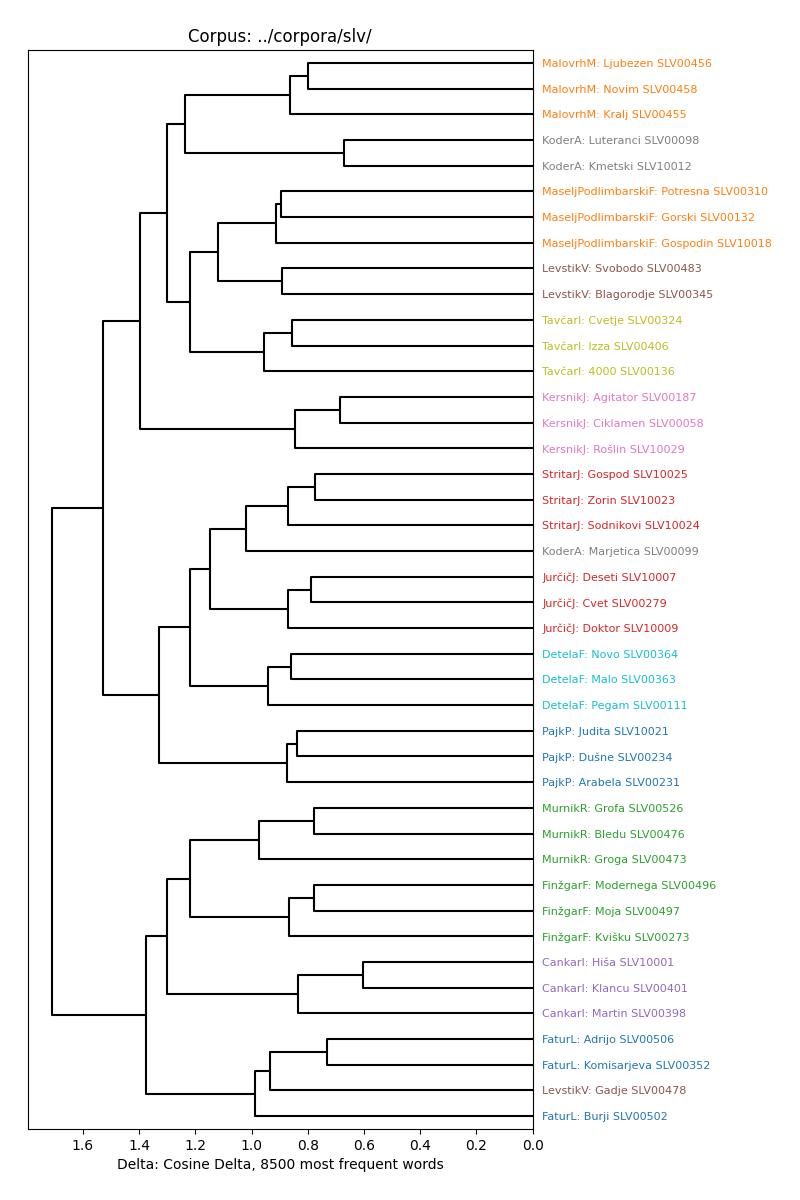 Corpus: ../corpora/slv/
MalovrhM: Ljubezen SLV00456
MalovrhM: Novim SLV00458
MalovrhM: Kralj SLV00455
KoderA: Luteranci SLV00098
KoderA: Kmetski SLV10012
MaseljPodlimbarskiF: Potresna SLV00310
MaseljPodlimbarskiF: Gorski SLV00132
MaseljPodlimbarskiF: Gospodin SLV10018
LevstikV: Svobodo SLV00483
LevstikV: Blagorodje SLV00345
TavčarI: Cvetje SLV00324
TavčarI: Izza SLV00406
TavčarI: 4000 SLV00136
KersnikJ: Agitator SLV00187
KersnikJ: Ciklamen SLV00058
KersnikJ: Rošlin SLV10029
StritarJ: Gospod SLV10025
StritarJ: Zorin SLV10023
StritarJ: Sodnikovi SLV10024
KoderA: Marjetica SLV00099
JurčičJ: Deseti SLV10007
JurčičJ: Cvet SLV00279
JurčičJ: Doktor SLV10009
DetelaF: Novo SLV00364
DetelaF: Malo SLV00363
DetelaF: Pegam SLV00111
PajkP: Judita SLV10021
PajkP: Dušne SLV00234
PajkP: Arabela SLV00231
MurnikR: Grofa SLV00526
MurnikR: Bledu SLV00476
MurnikR: Groga SLV00473
FinžgarF: Modernega SLV00496
FinžgarF: Moja SLV00497
FinžgarF: Kvišku SLV00273
CankarI: Hiša SLV10001
CankarI: Klancu SLV00401
CankarI: Martin SLV00398
FaturL: Adrijo SLV00506
FaturL: Komisarjeva SLV00352
LevstikV: Gadje SLV00478
FaturL: Burji SLV00502
1.6 1.4 1.2 1.0 0.8 0.6 0.4 0.2 0.0
Delta: Cosine Delta, 8500 most frequent words